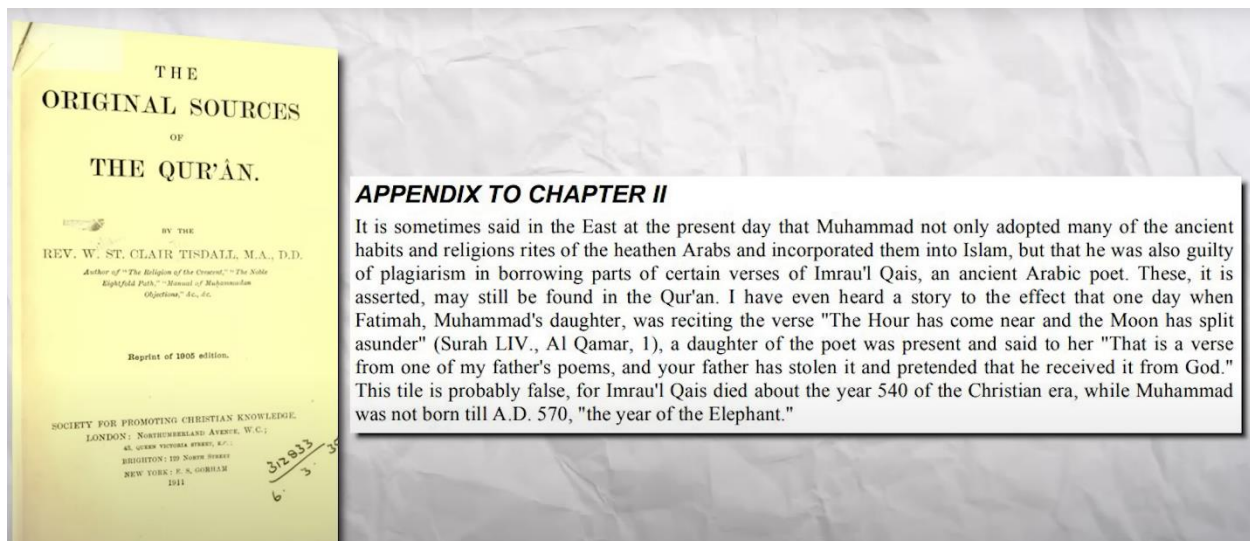 THE
ORIGINAL SOURCES
OF
THE QUR'ÂN.
BY THE
REV. W. ST. CLAIR TISDALL, M.A., D.D.
Author of "The Religion of the Crescent," "The Noble
Eightfold Path," "Manual of Muhammadan
Objections," &c., &c.
Reprint of 1905 edition.
SOCIETY FOR PROMOTING CHRISTIAN KNOWLEDGE,
LONDON: NORTHUMBERLAND AVENUE, W.C.;
43, QUEEN VICTORIA STREET, E.C.;
BRIGHTON: 129 NORTH STREET
NEW YORK: E. S. GORHAM
1911
312833
6. 3.
APPENDIX TO CHAPTER II
It is sometimes said in the East at the present day that Muhammad not only adopted many of the ancient
habits and religions rites of the heathen Arabs and incorporated them into Islam, but that he was also guilty
of plagiarism in borrowing parts of certain verses of Imrau'l Qais, an ancient Arabic poet. These, it is
asserted, may still be found in the Qur'an. I have even heard a story to the effect that one day when
Fatimah, Muhammad's daughter, was reciting the verse "The Hour has come near and the Moon has split
asunder" (Surah LIV., Al Qamar, 1), a daughter of the poet was present and said to her "That is a verse
from one of my father's poems, and your father has stolen it and pretended that he received it from God."
This tile is probably false, for Imrau'l Qais died about the year 540 of the Christian era, while Muhammad
was not born till A.D. 570, "the year of the Elephant."